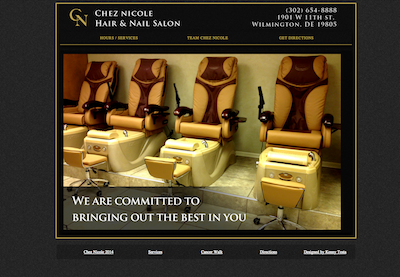 CN
Chez Nicole
Hair & Nail Salon
(302) 654-8888
1901 W 11th St.
Wilmington, DE 19805
HOURS / SERVICES
TEAM CHEZ NICOLE
GET DIRECTIONS
We are committed to
bringing out the best in you
Chez Nicole 2014
Services
Cancer Walk
Directions
Designed by Kenny Testa